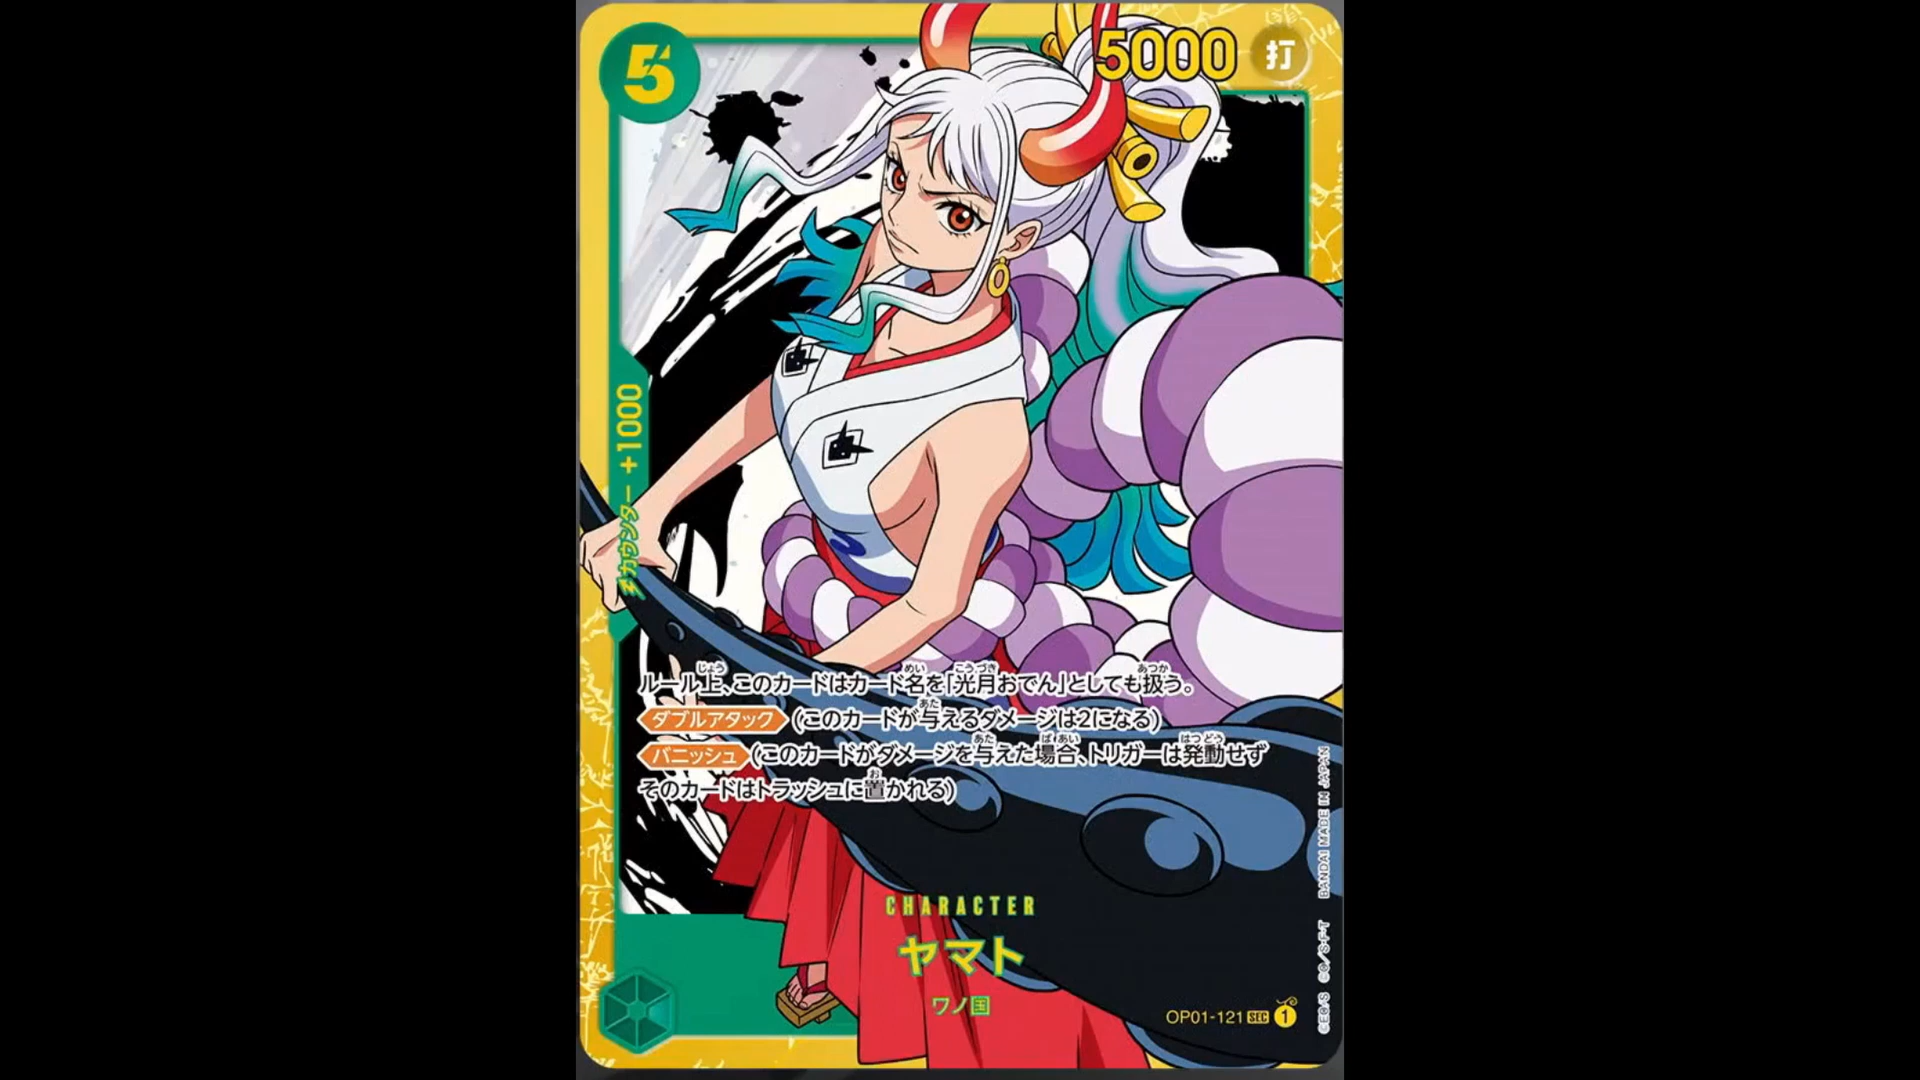 5
5000 打
カウンター +1000
ルール上、このカードはカード名を「光月おでん」としても扱う。
ダブルアタック (このカードが与えるダメージは2になる)
バニッシュ (このカードがダメージを与えた場合、トリガーは発動せず
そのカードはトラッシュに置かれる)
CHARACTER
ヤマト
ワノ国
OP01-121 SEC 1
©EO/S ©O/S・F・T BANDAI MADE IN JAPAN